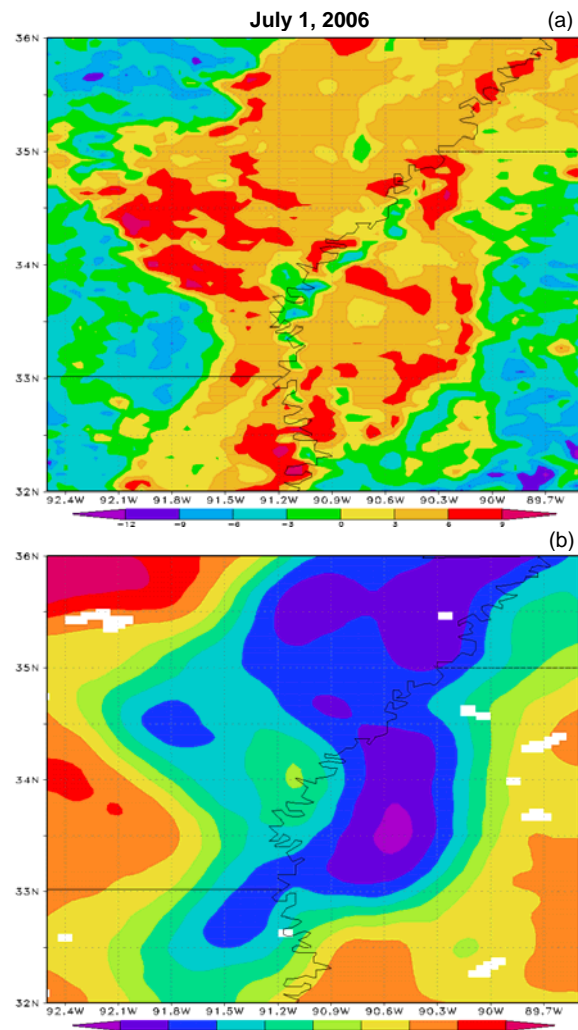 July 1, 2006 (a)
36N
35N
34N
33N
32N
92.4W 92.1W 91.8W 91.5W 91.2W 90.9W 90.6W 90.3W 90W 89.7W
-12 -9 -6 -3 0 3 6 9
(b)
36N
35N
34N
33N
32N
92.4W 92.1W 91.8W 91.5W 91.2W 90.9W 90.6W 90.3W 90W 89.7W